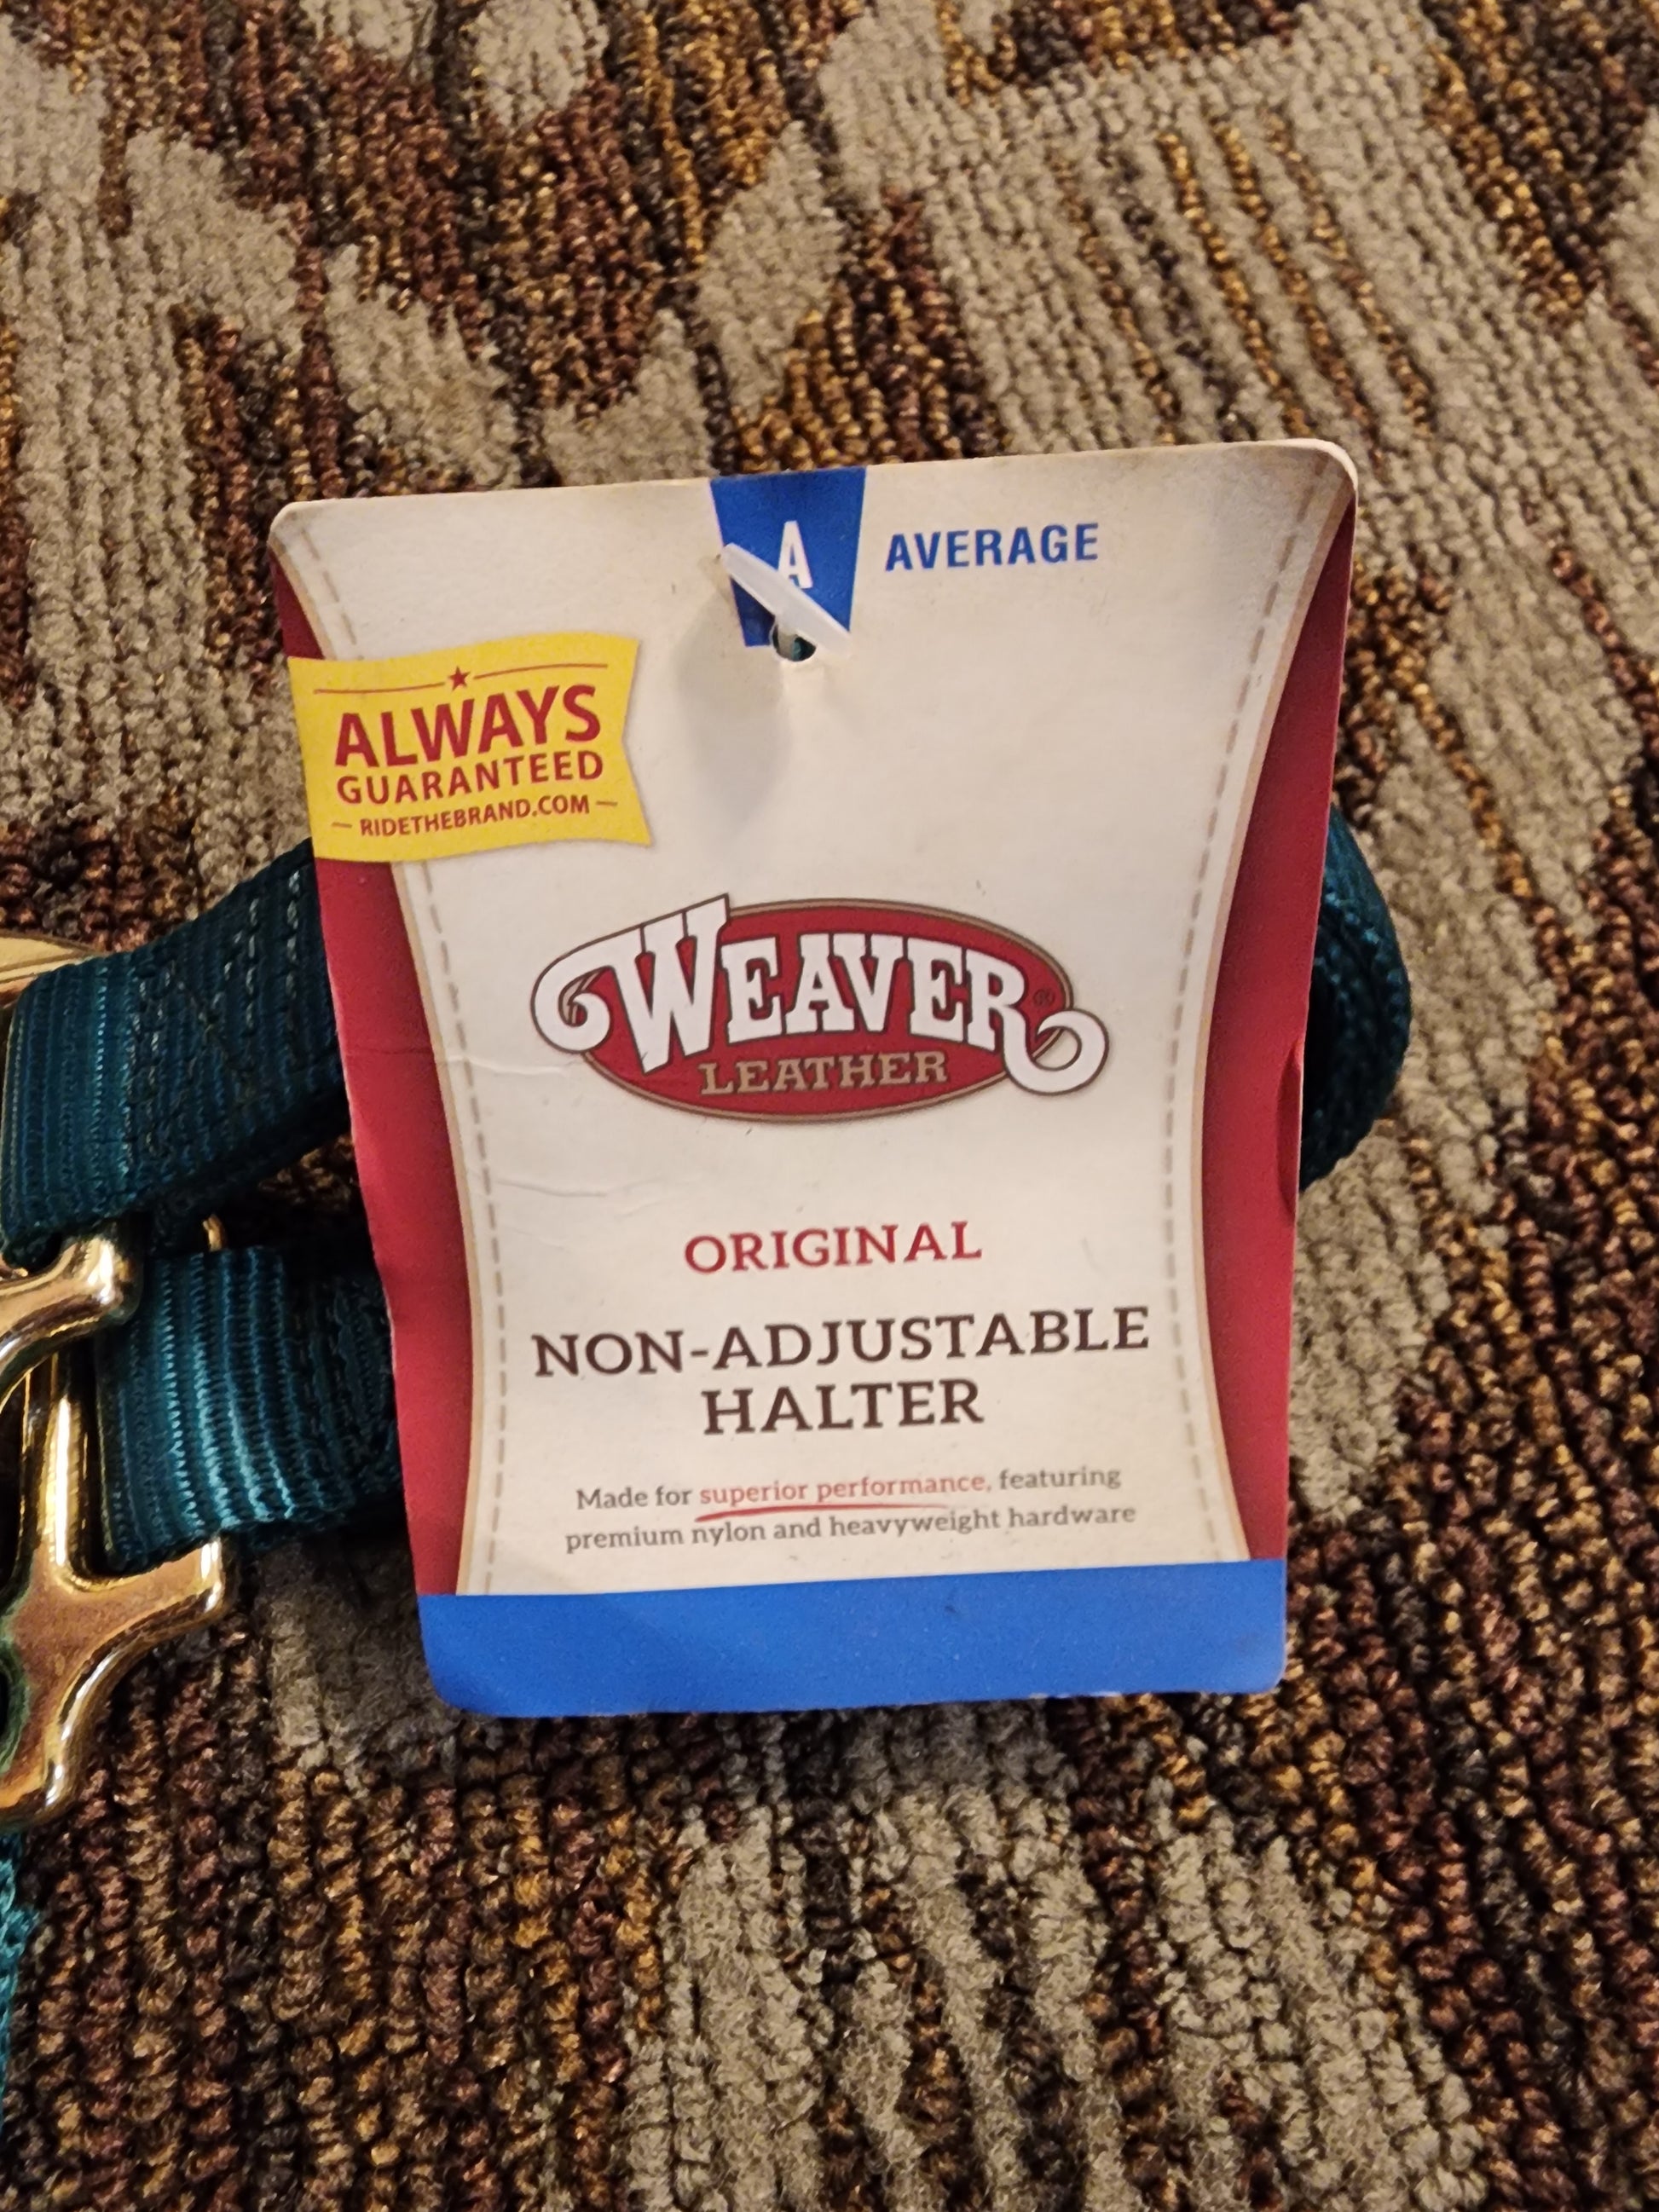 A AVERAGE
ALWAYS
GUARANTEED
RIDETHEBRAND.COM
WEAVER®
LEATHER
ORIGINAL
NON-ADJUSTABLE
HALTER
Made for superior performance, featuring
premium nylon and heavyweight hardware